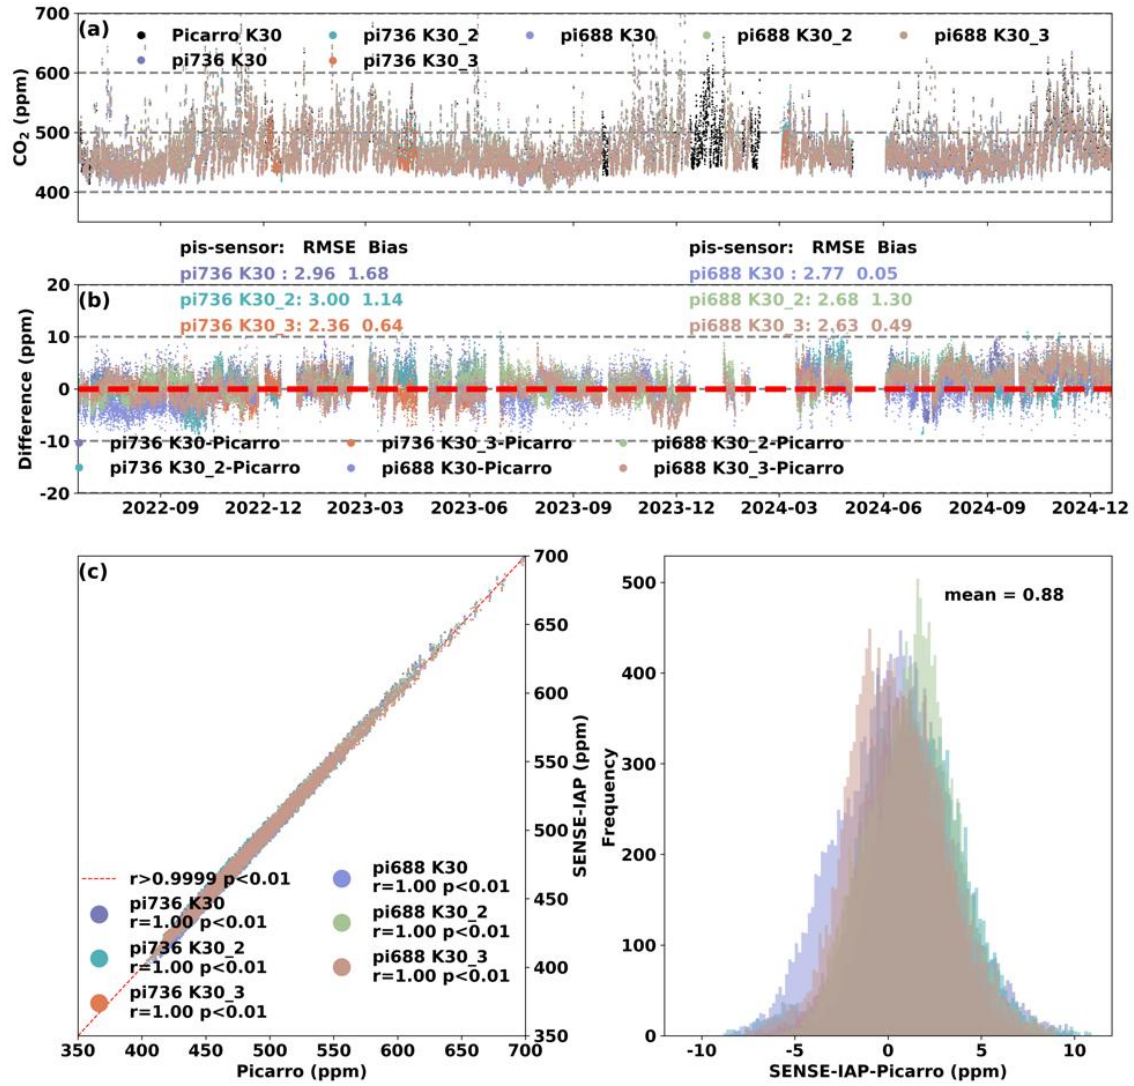 (a)
Picarro K30
pi736 K30_2
pi688 K30
pi688 K30_2
pi688 K30_3
pi736 K30
pi736 K30_3
CO₂ (ppm)
700
600
500
400
pis-sensor: RMSE Bias
pi736 K30 : 2.96 1.68
pi736 K30_2: 3.00 1.14
pi736 K30_3: 2.36 0.64
pis-sensor: RMSE Bias
pi688 K30 : 2.77 0.05
pi688 K30_2: 2.68 1.30
pi688 K30_3: 2.63 0.49
(b)
Difference (ppm)
20
10
0
-10
-20
pi736 K30-Picarro
pi736 K30_3-Picarro
pi688 K30_2-Picarro
pi736 K30_2-Picarro
pi688 K30-Picarro
pi688 K30_3-Picarro
2022-09 2022-12 2023-03 2023-06 2023-09 2023-12 2024-03 2024-06 2024-09 2024-12
(c)
r>0.9999 p<0.01
pi736 K30
r=1.00 p<0.01
pi736 K30_2
r=1.00 p<0.01
pi736 K30_3
r=1.00 p<0.01
pi688 K30
r=1.00 p<0.01
pi688 K30_2
r=1.00 p<0.01
pi688 K30_3
r=1.00 p<0.01
700
650
600
550
500
450
400
350
SENSE-IAP (ppm)
350 400 450 500 550 600 650 700
Picarro (ppm)
mean = 0.88
Frequency
500
400
300
200
100
0
-10 -5 0 5 10
SENSE-IAP-Picarro (ppm)